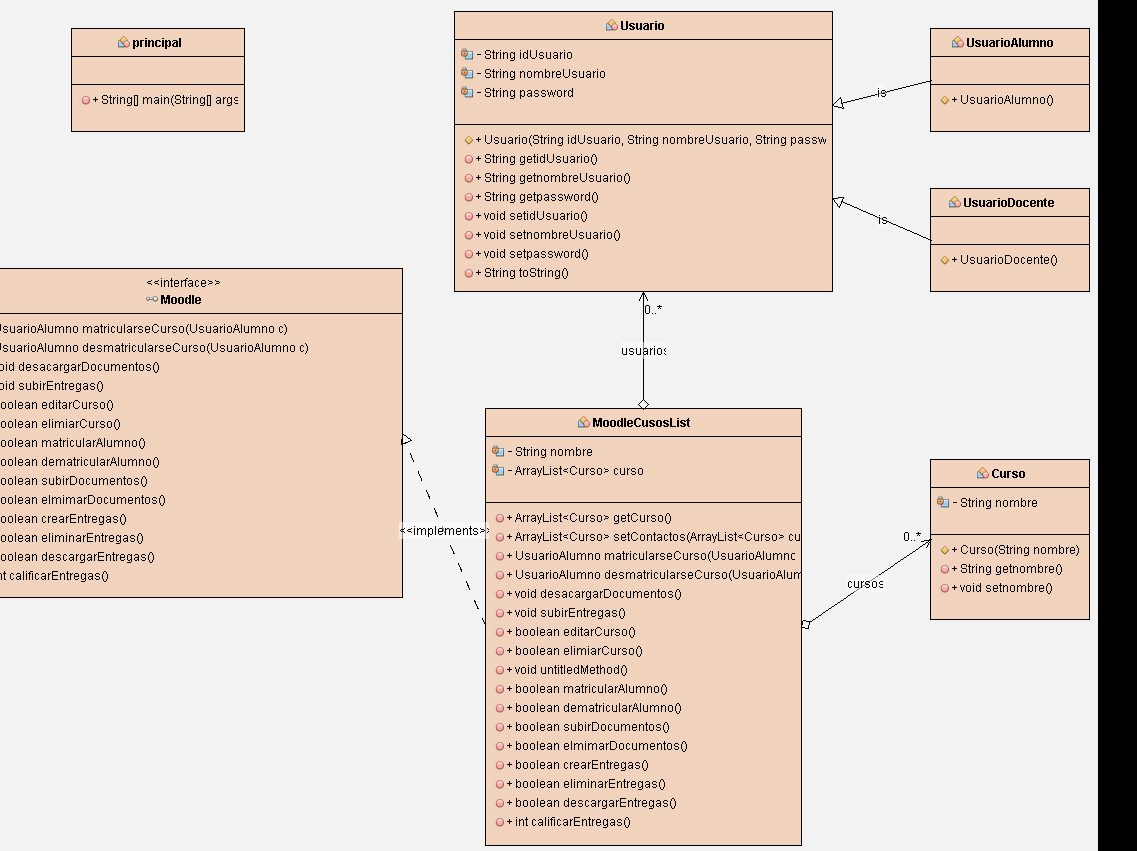 principal
+ String[] main(String[] args
Usuario
- String idUsuario
- String nombreUsuario
- String password
+ Usuario(String idUsuario, String nombreUsuario, String passw
+ String getidUsuario()
+ String getnombreUsuario()
+ String getpassword()
+ void setidUsuario()
+ void setnombreUsuario()
+ void setpassword()
+ String toString()
UsuarioAlumno
+ UsuarioAlumno()
is
UsuarioDocente
+ UsuarioDocente()
is
<<interface>>
Moodle
suarioAlumno matricularseCurso(UsuarioAlumno c)
suarioAlumno desmatricularseCurso(UsuarioAlumno c)
oid desacargarDocumentos()
oid subirEntregas()
oolean editarCurso()
oolean elimiarCurso()
oolean matricularAlumno()
oolean dematricularAlumno()
oolean subirDocumentos()
oolean elmimarDocumentos()
oolean crearEntregas()
oolean eliminarEntregas()
oolean descargarEntregas()
nt calificarEntregas()
0..*
usuarios
<<implements>>
MoodleCusosList
- String nombre
- ArrayList<Curso> curso
+ ArrayList<Curso> getCurso()
+ ArrayList<Curso> setContactos(ArrayList<Curso> cu
+ UsuarioAlumno matricularseCurso(UsuarioAlumno
+ UsuarioAlumno desmatricularseCurso(UsuarioAlum
+ void desacargarDocumentos()
+ void subirEntregas()
+ boolean editarCurso()
+ boolean elimiarCurso()
+ void untitledMethod()
+ boolean matricularAlumno()
+ boolean dematricularAlumno()
+ boolean subirDocumentos()
+ boolean elmimarDocumentos()
+ boolean crearEntregas()
+ boolean eliminarEntregas()
+ boolean descargarEntregas()
+ int calificarEntregas()
0..*
cursos
Curso
- String nombre
+ Curso(String nombre)
+ String getnombre()
+ void setnombre()